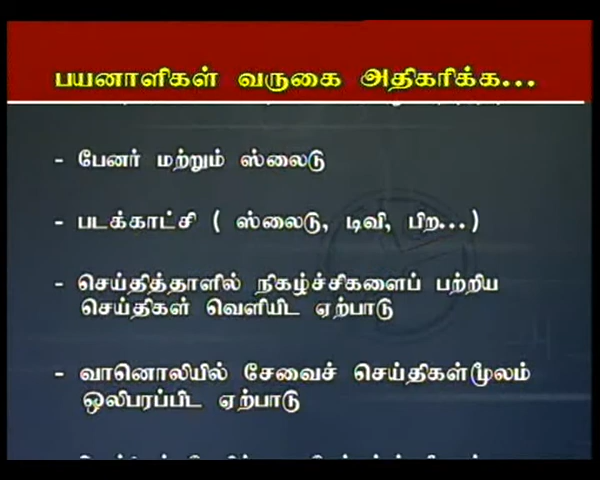 பயனாளிகள் வருகை அதிகரிக்க...
- பேனர் மற்றும் ஸ்லைடு
- படக்காட்சி ( ஸ்லைடு, டிவி, பிற...)
- செய்தித்தாளில் நிகழ்ச்சிகளைப் பற்றிய
செய்திகள் வெளியிட ஏற்பாடு
- வானொலியில் சேவைச் செய்திகள்மூலம்
ஒலிபரப்பிட ஏற்பாடு